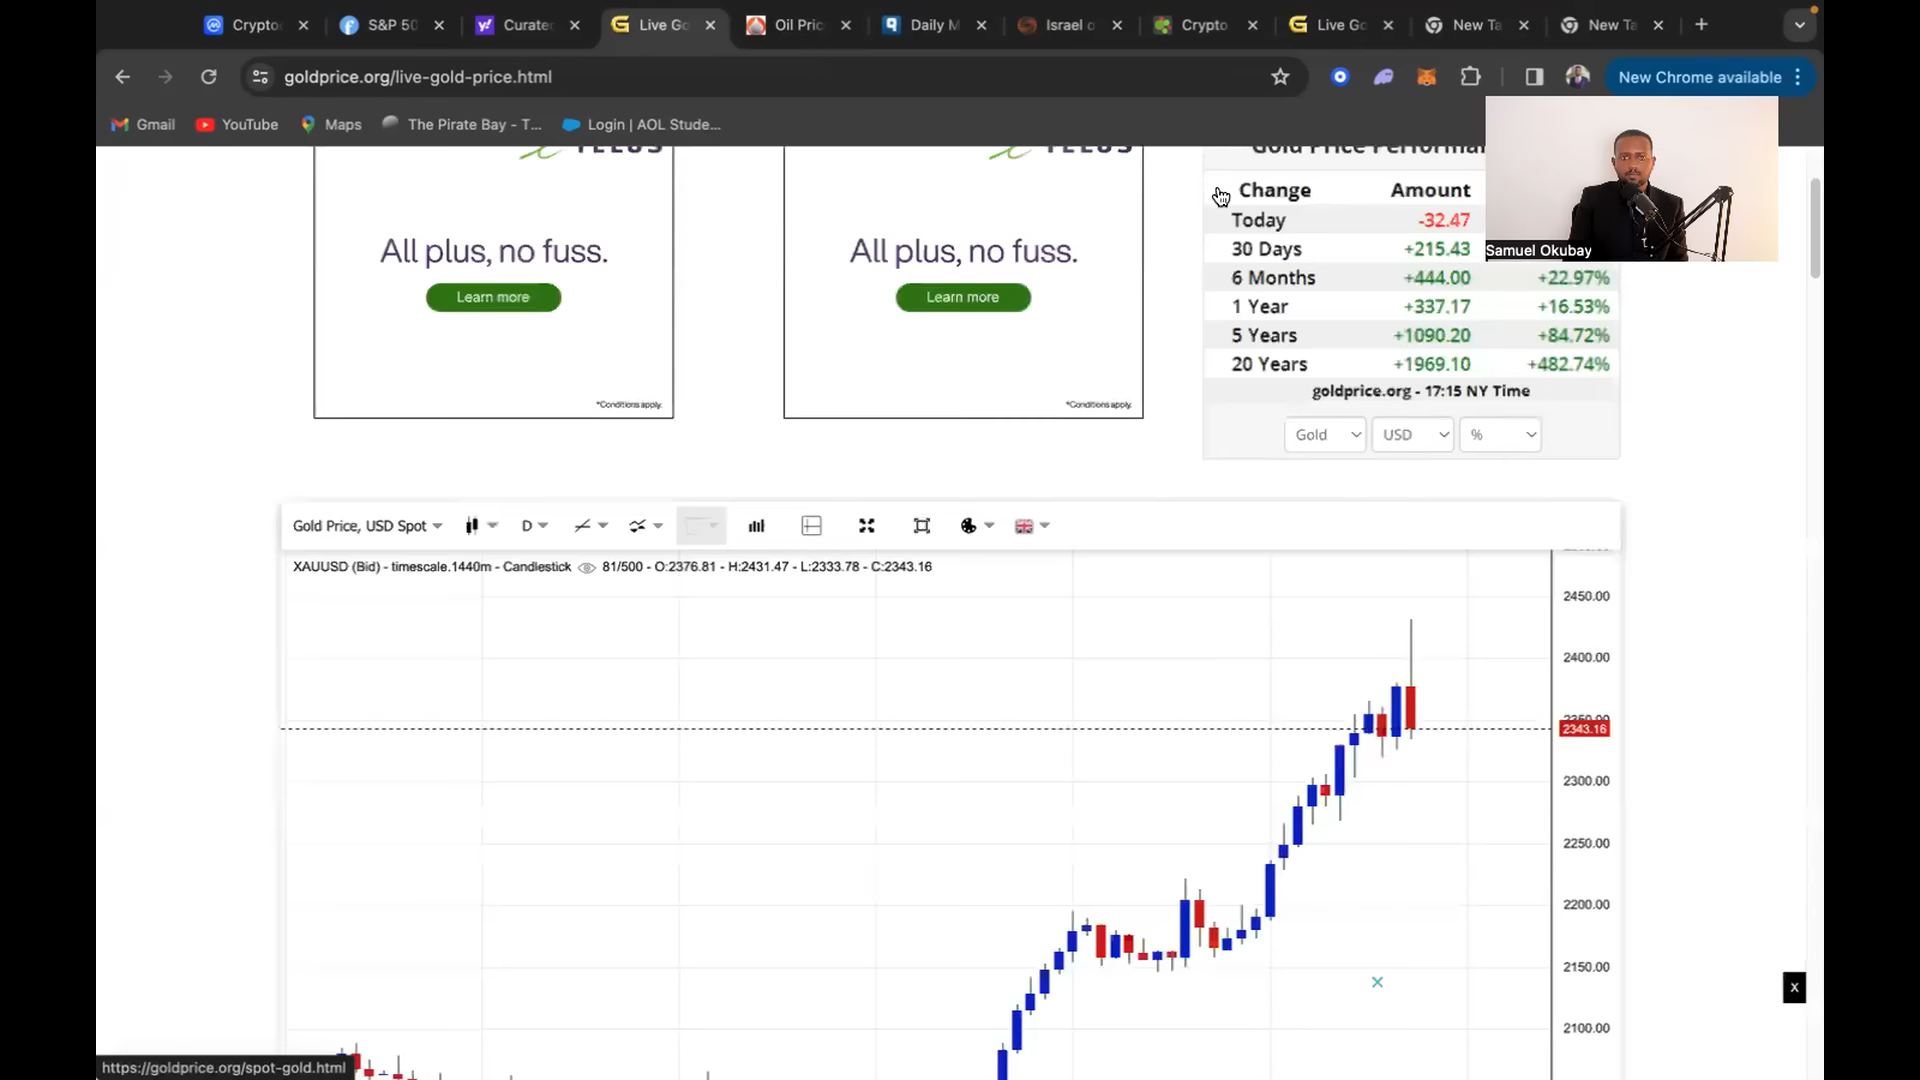 Crypto
S&P 50
Curate
Live Go
Oil Pric
Daily M
Israel o
Crypto
Live Go
New Ta
New Ta
goldprice.org/live-gold-price.html
New Chrome available
Gmail
YouTube
Maps
The Pirate Bay - T...
Login | AOL Stude...
All plus, no fuss.
Learn more
*Conditions apply.
All plus, no fuss.
Learn more
*Conditions apply.
Change Amount
Today -32.47
30 Days +215.43
6 Months +444.00 +22.97%
1 Year +337.17 +16.53%
5 Years +1090.20 +84.72%
20 Years +1969.10 +482.74%
goldprice.org - 17:15 NY Time
Gold USD %
Samuel Okubay
Gold Price, USD Spot D
XAUUSD (Bid) - timescale.1440m - Candlestick 81/500 - O:2376.81 - H:2431.47 - L:2333.78 - C:2343.16
2450.00
2400.00
2343.16
2300.00
2250.00
2200.00
2150.00
2100.00
x
https://goldprice.org/spot-gold.html